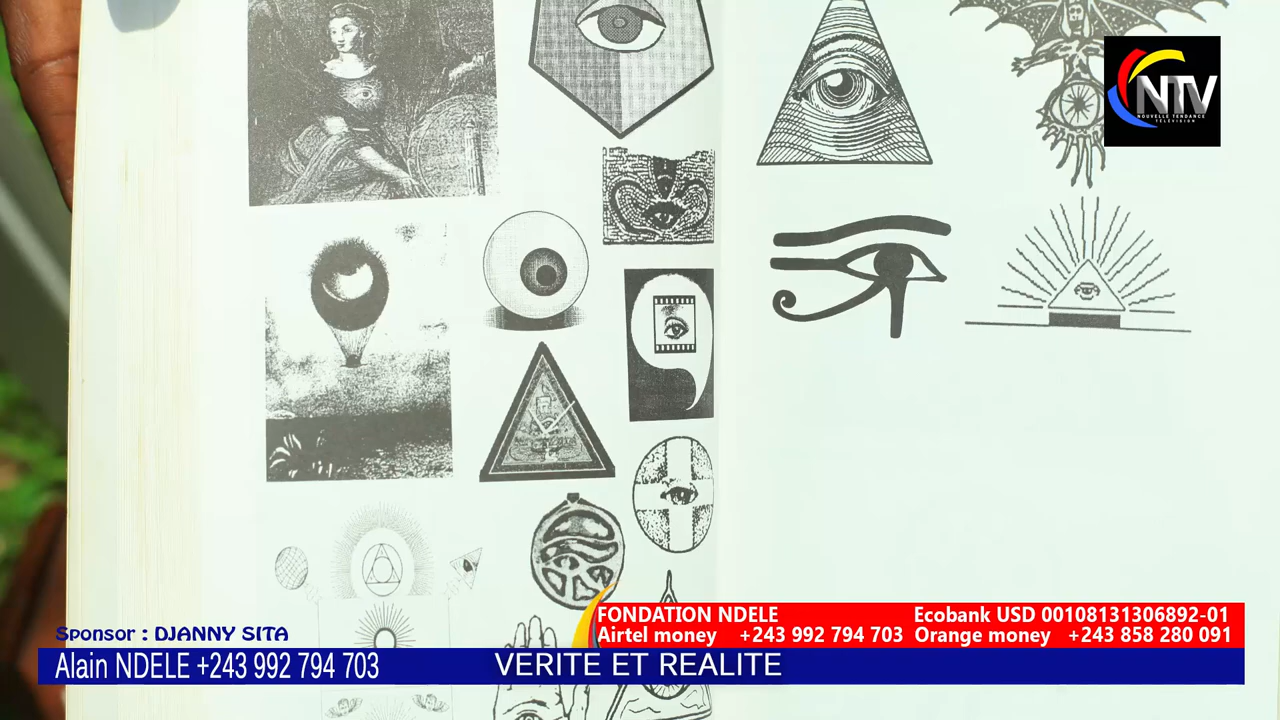 NTV
NOUVELLE TENDANCE
TÉLÉVISION
FONDATION NDELE Ecobank USD 00108131306892-01
Airtel money +243 992 794 703 Orange money +243 858 280 091
Sponsor : DJANNY SITA
Alain NDELE +243 992 794 703 VERITE ET REALITE